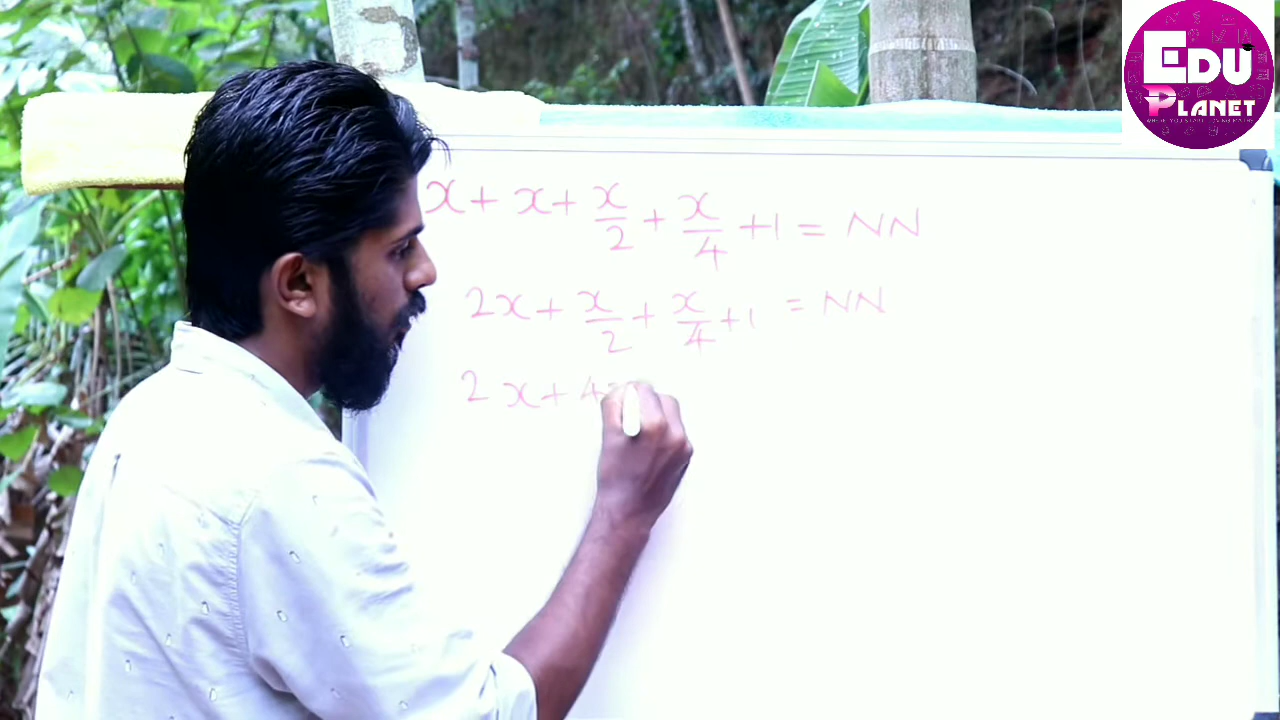 x + x + x/2 + x/4 + 1 = NN
2x + x/2 + x/4 + 1 = NN
2x + 4
EDU
PLANET